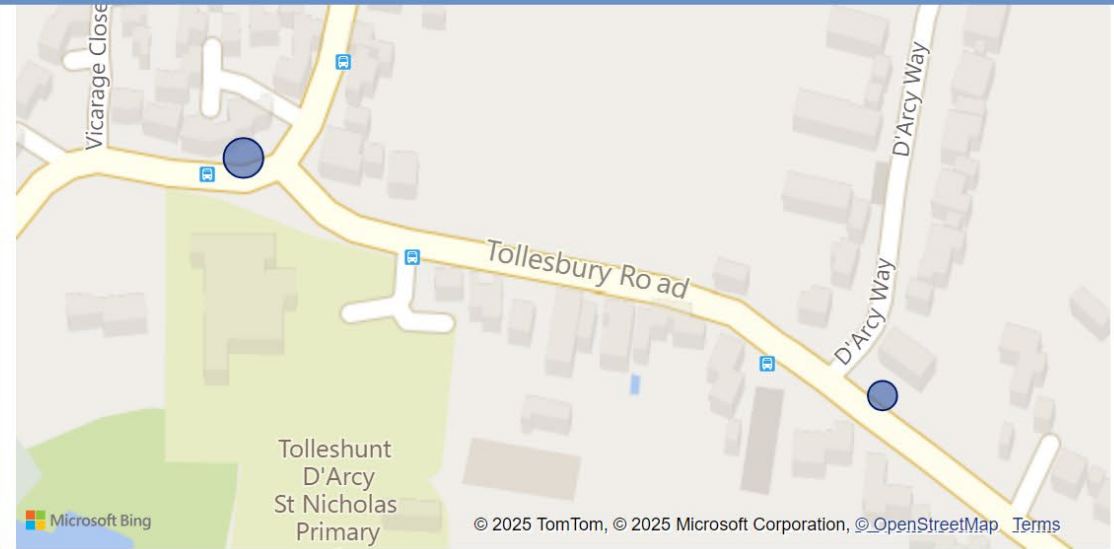 Vicarage Close
D'Arcy Way
Tollesbury Road
D'Arcy Way
Tolleshunt
D'Arcy
St Nicholas
Primary
Microsoft Bing
© 2025 TomTom, © 2025 Microsoft Corporation, © OpenStreetMap Terms